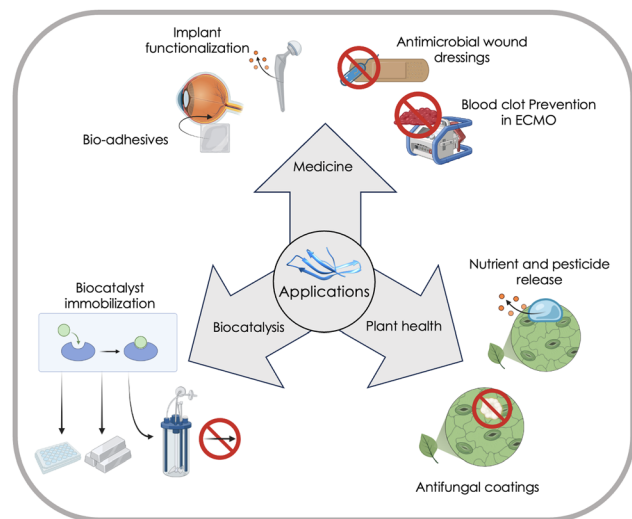 Implant
functionalization
Antimicrobial wound
dressings
Blood clot Prevention
in ECMO
Bio-adhesives
Medicine
Applications
Biocatalysis
Plant health
Nutrient and pesticide
release
Biocatalyst
immobilization
Antifungal coatings